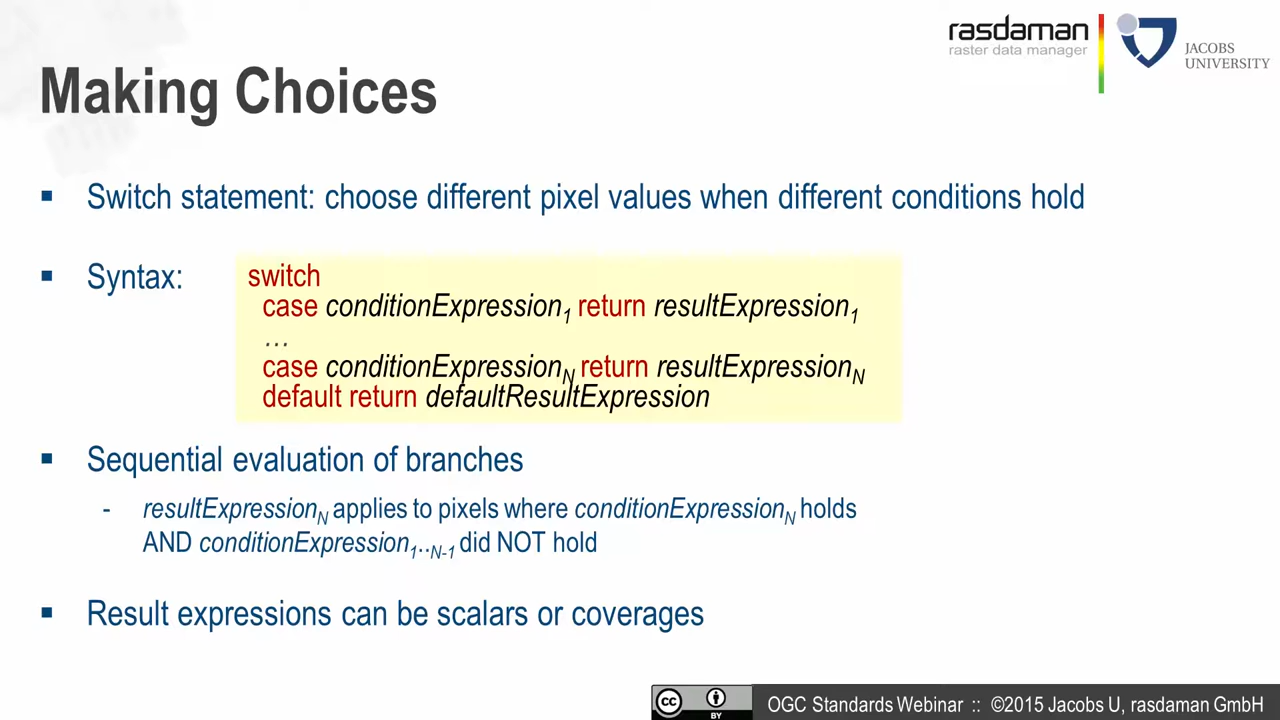 rasdaman
raster data manager
JACOBS
UNIVERSITY
Making Choices
▪ Switch statement: choose different pixel values when different conditions hold
▪ Syntax:
switch
case conditionExpression1 return resultExpression1
…
case conditionExpressionN return resultExpressionN
default return defaultResultExpression
▪ Sequential evaluation of branches
- resultExpressionN applies to pixels where conditionExpressionN holds
AND conditionExpression1..N-1 did NOT hold
▪ Result expressions can be scalars or coverages
cc
BY
OGC Standards Webinar :: ©2015 Jacobs U, rasdaman GmbH